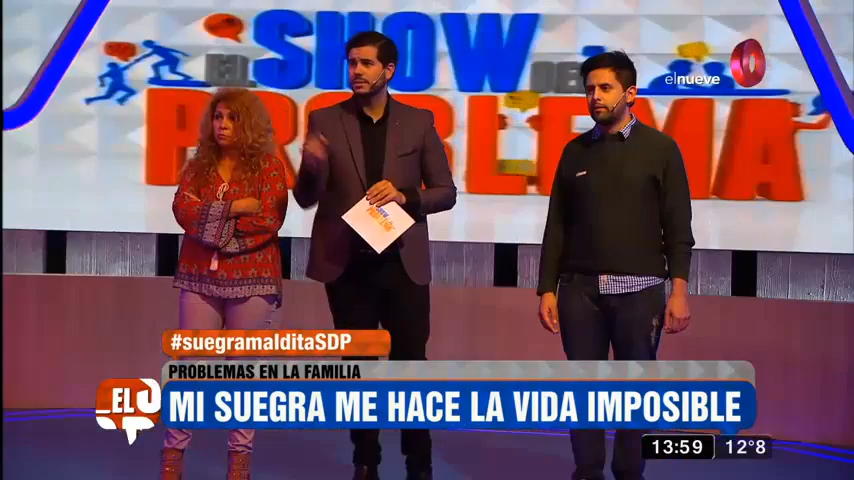 EL SHOW DEL
PROBLEMA
elnueve
SHOW
#suegramalditaSDP
PROBLEMAS EN LA FAMILIA
EL
MI SUEGRA ME HACE LA VIDA IMPOSIBLE
13:59 12°8